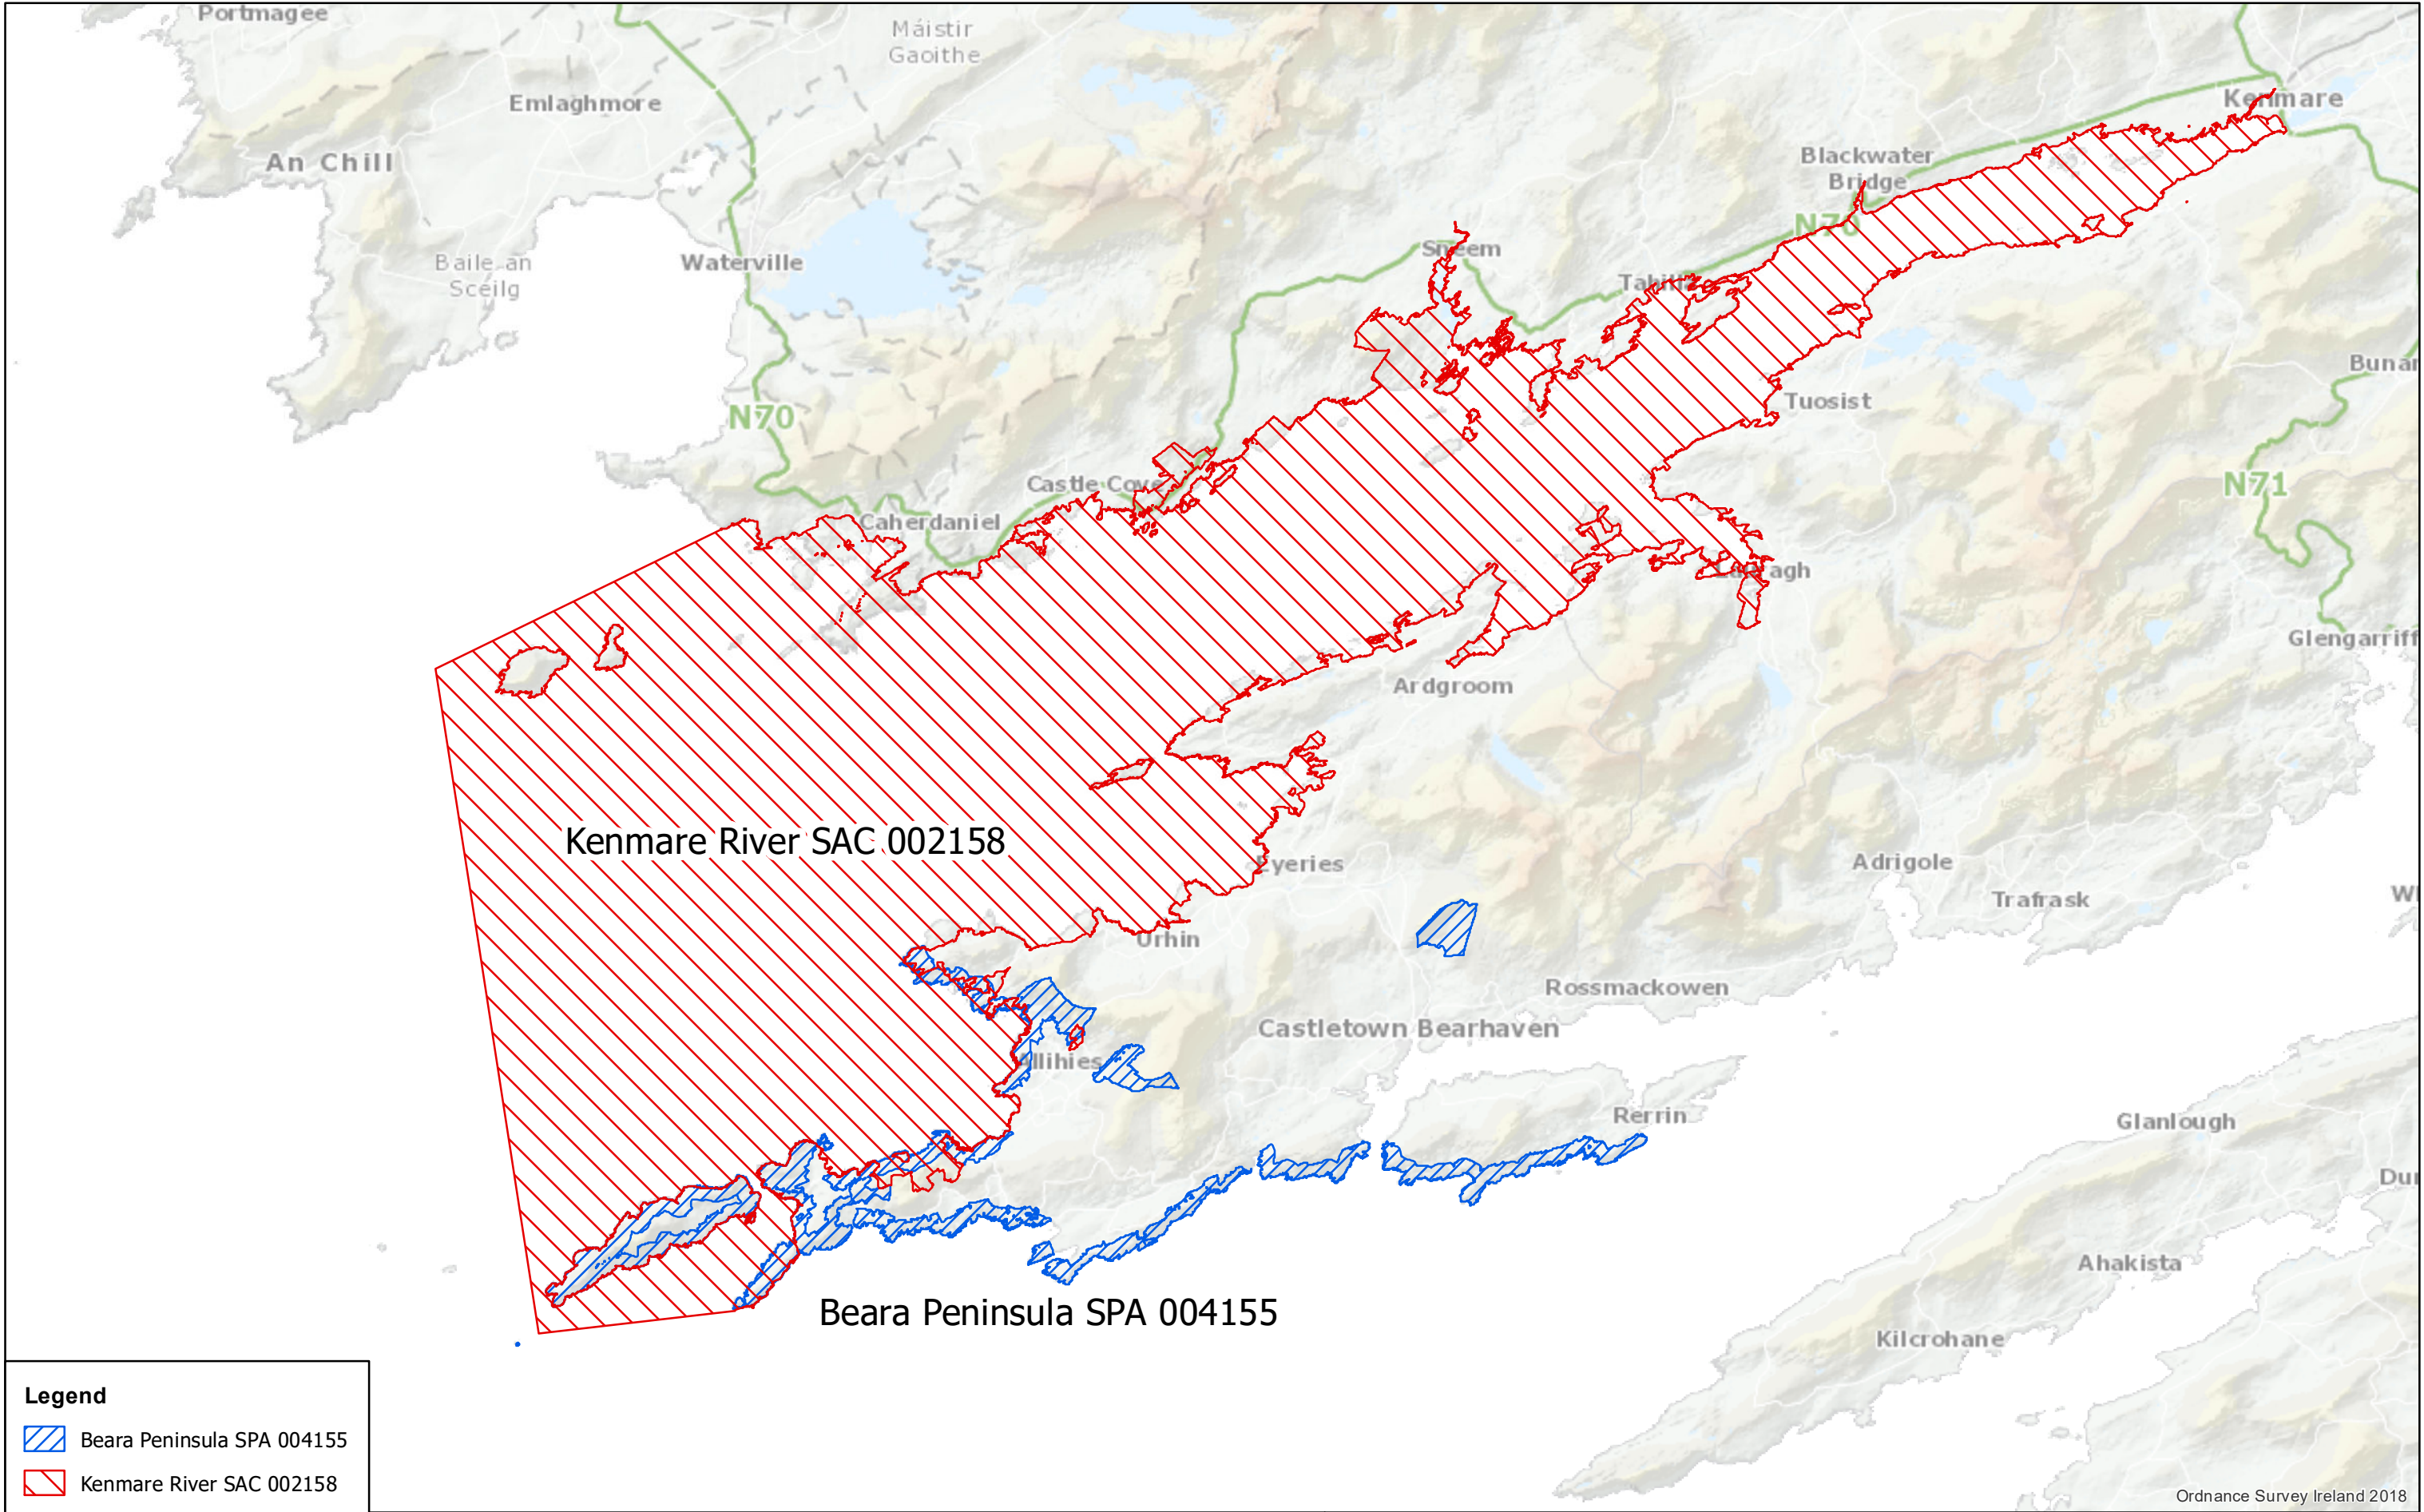 Portmagee
Máistir
Gaoithe
Emlaghmore
Kenmare
An Chill
Blackwater
Bridge
N70
Baile an
Sceilg
Waterville
Sneem
Tahilla
Bunar
N70
Tuosist
Castle Cove
N71
Caherdaniel
Lauragh
Glengarriff
Ardgroom
Kenmare River SAC 002158
Eyeries
Adrigole
Trafrask
Urhin
Rossmackowen
Castletown Bearhaven
Allihies
Rerrin
Glanlough
Ahakista
Beara Peninsula SPA 004155
Kilcrohane
Legend
Beara Peninsula SPA 004155
Kenmare River SAC 002158
Ordnance Survey Ireland 2018